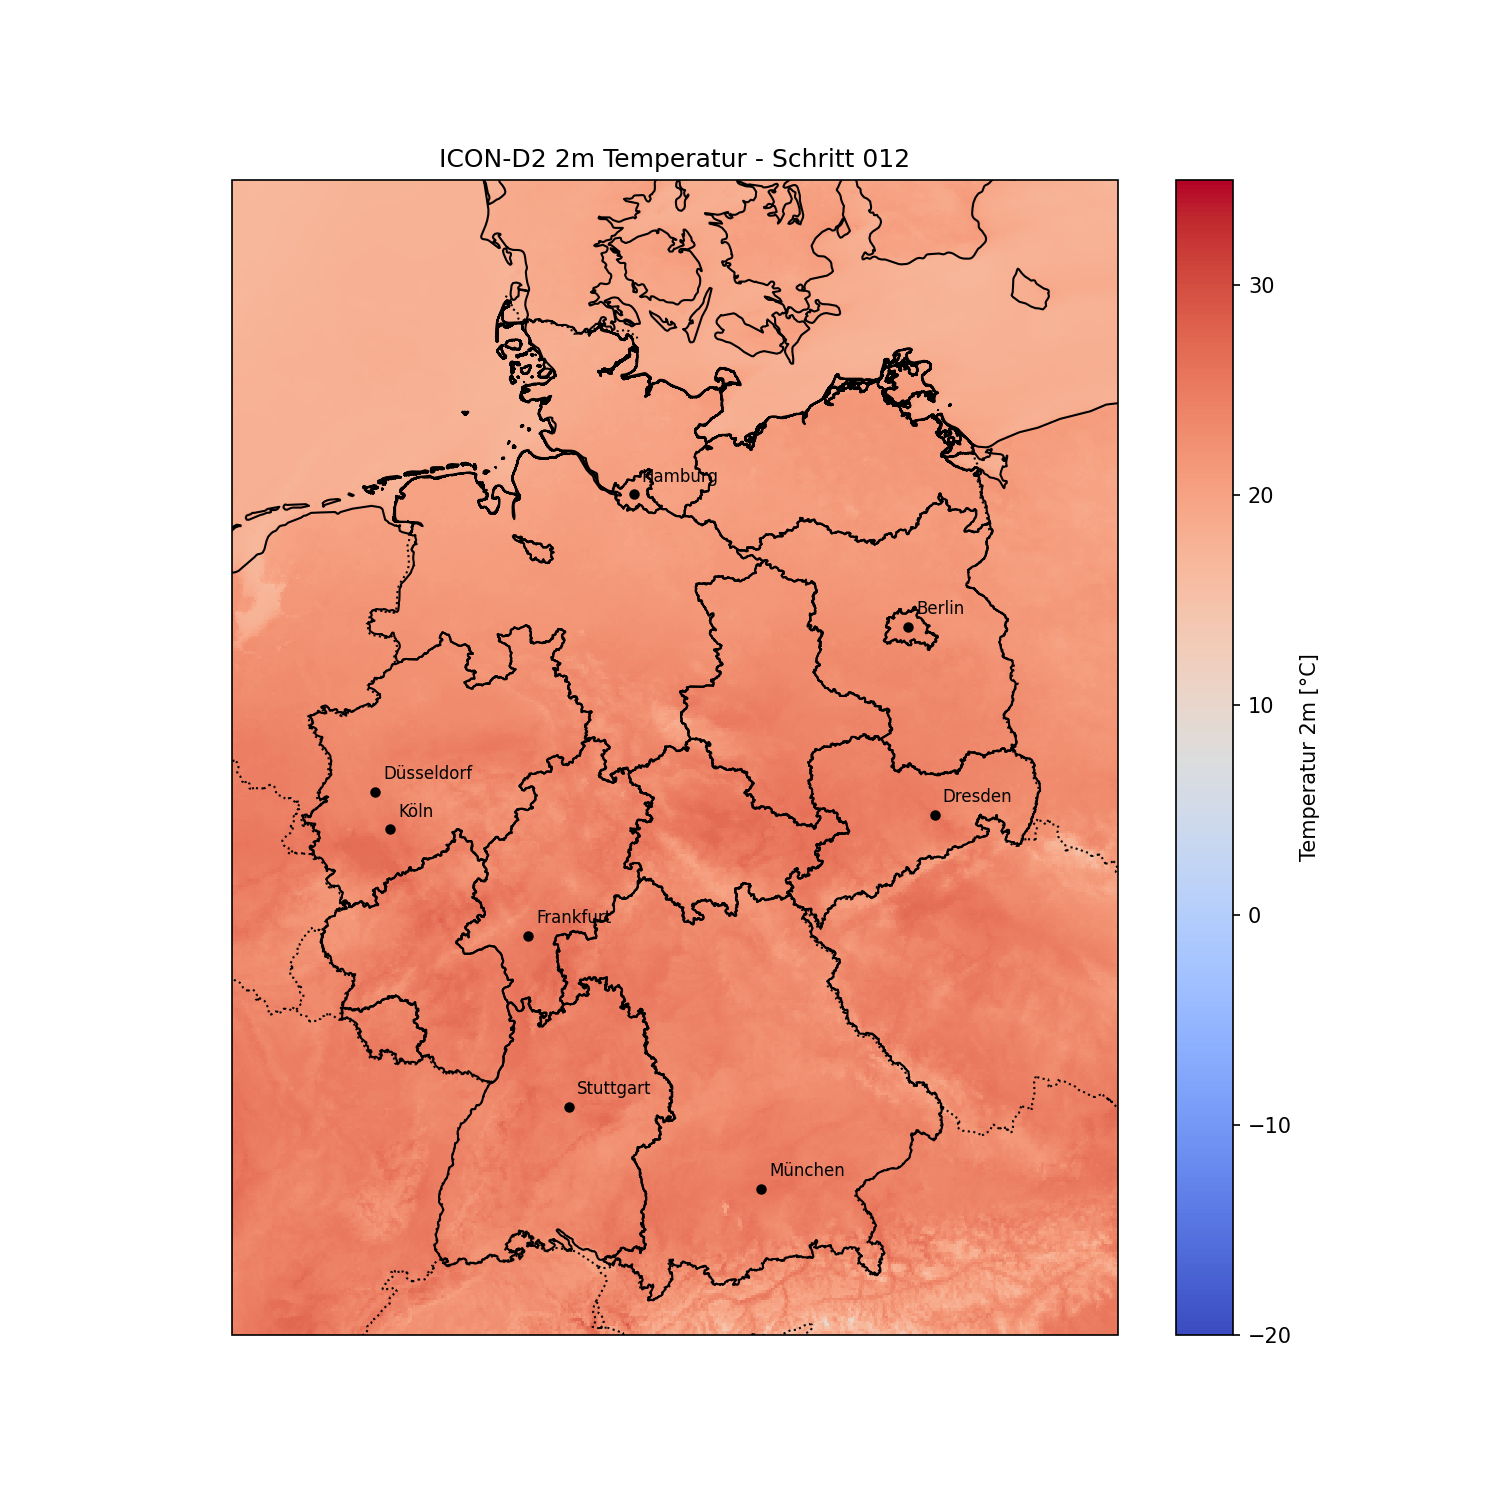 ICON-D2 2m Temperatur - Schritt 012
Hamburg
Berlin
Düsseldorf
Köln
Dresden
Frankfurt
Stuttgart
München
30
20
10
0
−10
−20
Temperatur 2m [°C]